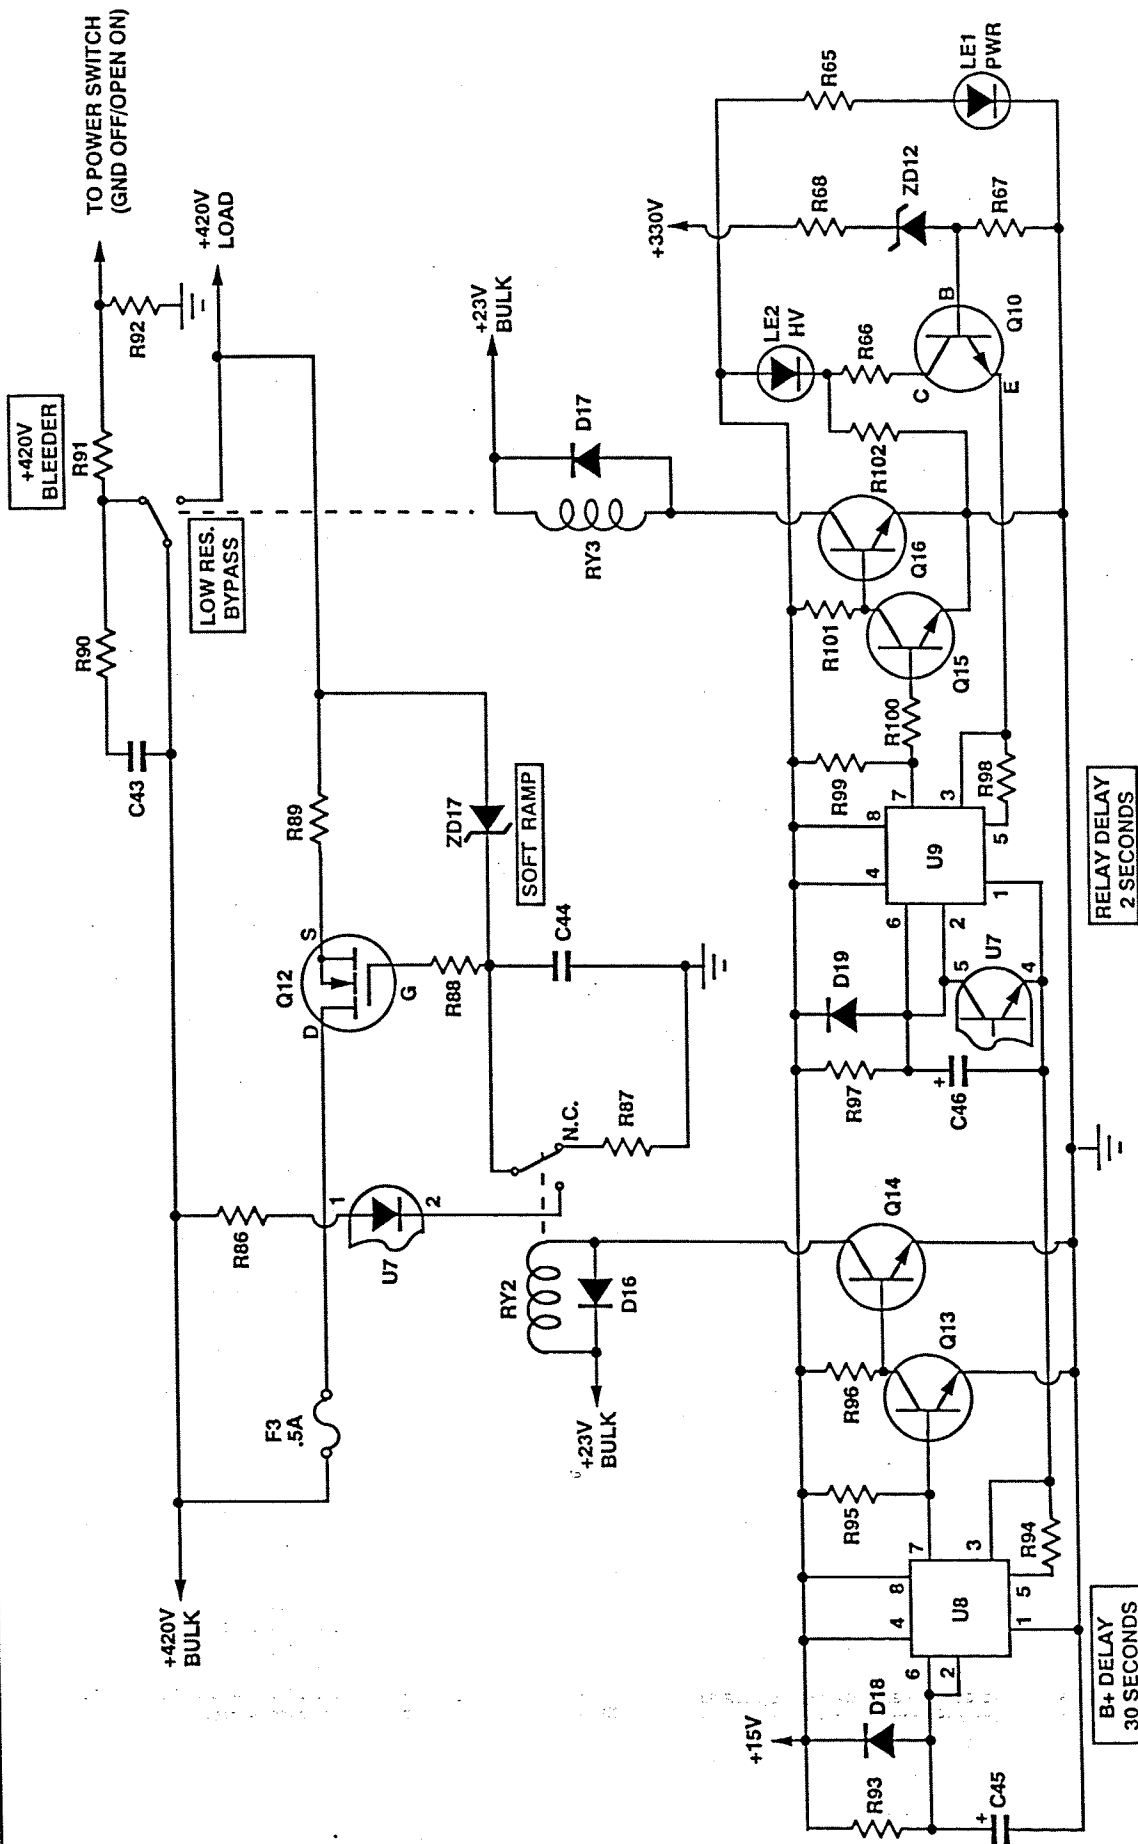 TO POWER SWITCH
(GND OFF/OPEN ON)
+420V
LOAD
R92
+420V
BLEEDER
R91
LOW RES.
BYPASS
R90
C43
R89
ZD17
SOFT RAMP
Q12
S
D
G
R88
C44
N.C.
R87
R86
1
2
U7
F3
.5A
+420V
BULK
RY2
D16
+23V
BULK
+23V
BULK
D17
RY3
+330V
R65
LE1
PWR
R68
ZD12
R67
LE2
HV
R66
B
C
E
Q10
R102
Q16
R101
Q15
R100
R99
R98
7
3
8
5
4
U9
1
6
2
D19
5
U7
4
R97
+
C46
RELAY DELAY
2 SECONDS
Q14
Q13
R96
R95
7
3
R94
8
5
4
U8
1
6
2
+15V
D18
R93
+
C45
B+ DELAY
30 SECONDS